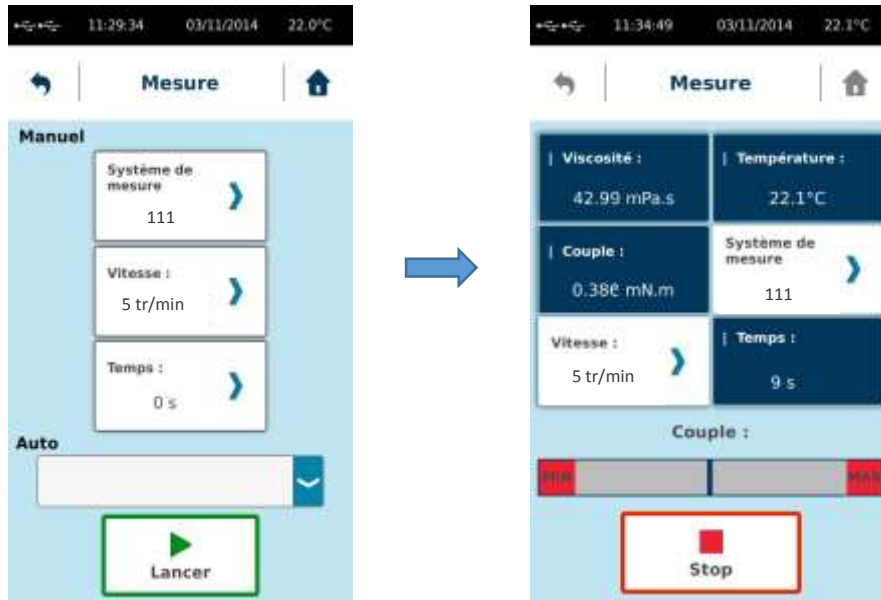 11:29:34 03/11/2014 22.0°C
Mesure
Manuel
Système de
mesure
111
Vitesse :
5 tr/min
Temps :
0 s
Auto
Lancer
11:34:49 03/11/2014 22.1°C
Mesure
Viscosité :
42.99 mPa.s
Température :
22.1°C
Couple :
mN.m
Système de
mesure
111
Vitesse :
5 tr/min
Temps :
9 s
Couple :
MIN MAX
Stop